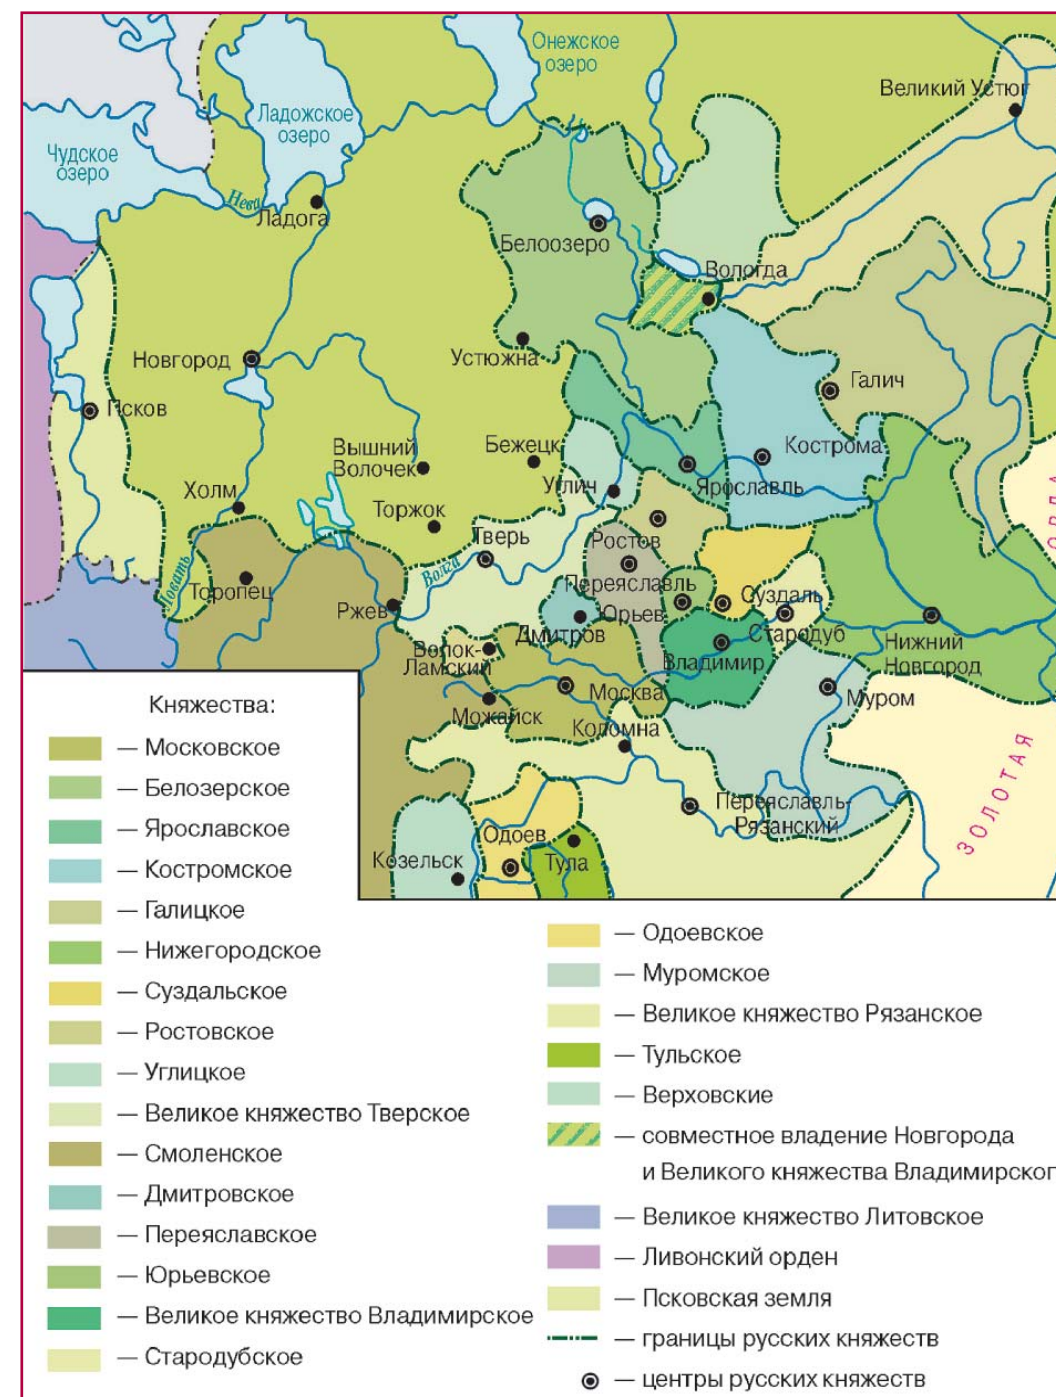 Онежское
озеро
Великий Устюг
Ладожское
озеро
Чудское
озеро
Нева
Ладога
Белоозеро
Вологда
Новгород
Устюжна
Галич
Псков
Вышний
Волочек
Бежецк
Кострома
Углич
Ярославль
Холм
Торжок
Тверь
Ростов
ОРДА
Волга
Переяславль
Ловать
Торопец
Ржев
Юрьев
Суздаль
Дмитров
Стародуб
Волок-
Ламский
Владимир
Нижний
Новгород
Москва
Можайск
Муром
Коломна
ЗОЛОТАЯ
Переяславль-
Рязанский
Одоев
Козельск
Тула
Княжества:
— Московское
— Белозерское
— Ярославское
— Костромское
— Галицкое
— Нижегородское
— Суздальское
— Ростовское
— Углицкое
— Великое княжество Тверское
— Смоленское
— Дмитровское
— Переяславское
— Юрьевское
— Великое княжество Владимирское
— Стародубское
— Одоевское
— Муромское
— Великое княжество Рязанское
— Тульское
— Верховские
— совместное владение Новгорода
и Великого княжества Владимирског
— Великое княжество Литовское
— Ливонский орден
— Псковская земля
— границы русских княжеств
— центры русских княжеств